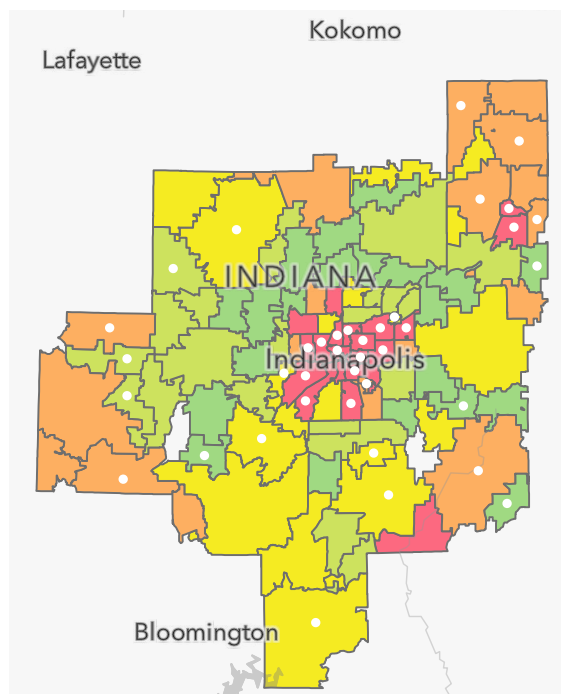 Kokomo
Lafayette
INDIANA
Indianapolis
Bloomington